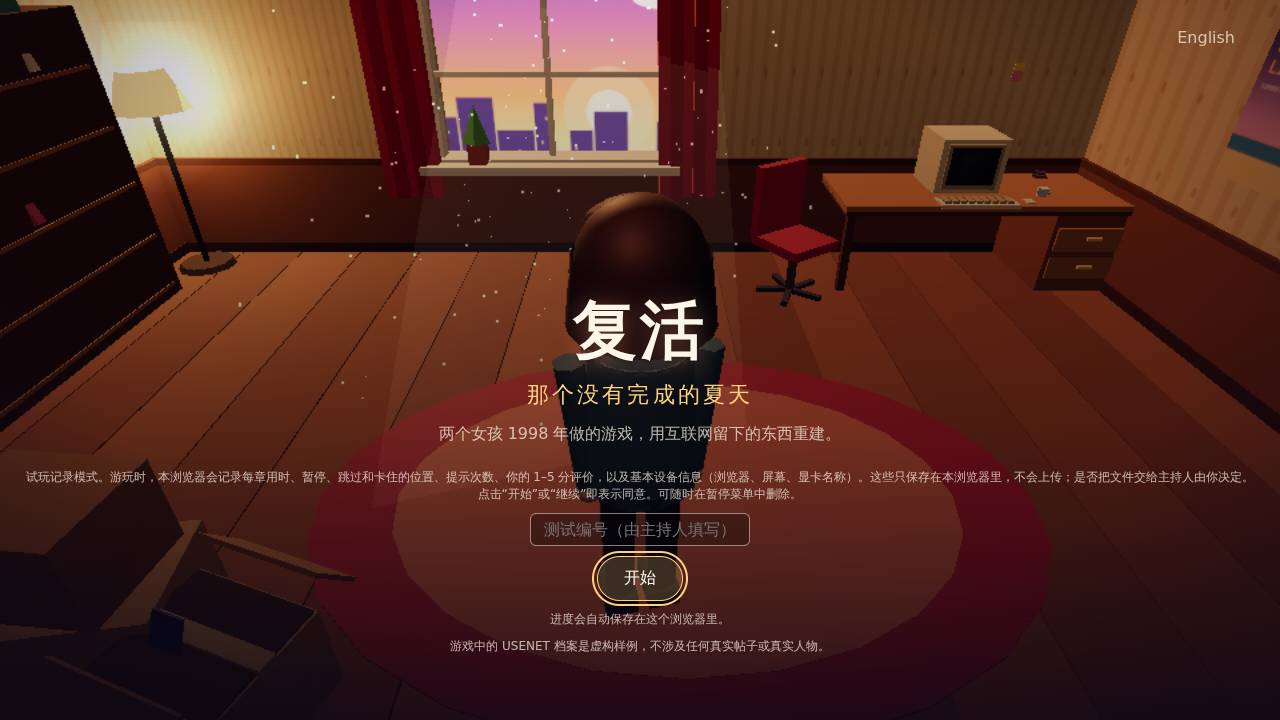 English
复活
那个没有完成的夏天
两个女孩 1998 年做的游戏，用互联网留下的东西重建。
试玩记录模式。游玩时，本浏览器会记录每章用时、暂停、跳过和卡住的位置、提示次数、你的 1–5 分评价，以及基本设备信息（浏览器、屏幕、显卡名称）。这些只保存在本浏览器里，不会上传；是否把文件交给主持人由你决定。
点击“开始”或“继续”即表示同意。可随时在暂停菜单中删除。
测试编号（由主持人填写）
开始
进度会自动保存在这个浏览器里。
游戏中的 USENET 档案是虚构样例，不涉及任何真实帖子或真实人物。